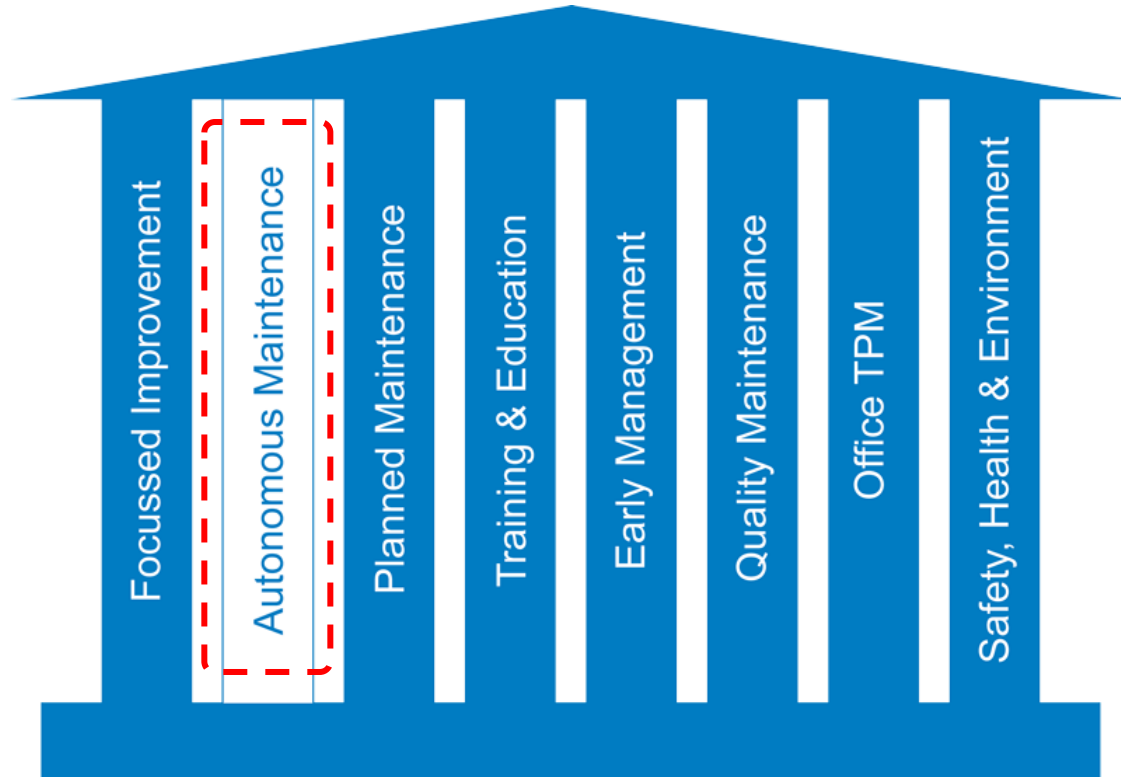 Focussed Improvement
Autonomous Maintenance
Planned Maintenance
Training & Education
Early Management
Quality Maintenance
Office TPM
Safety, Health & Environment